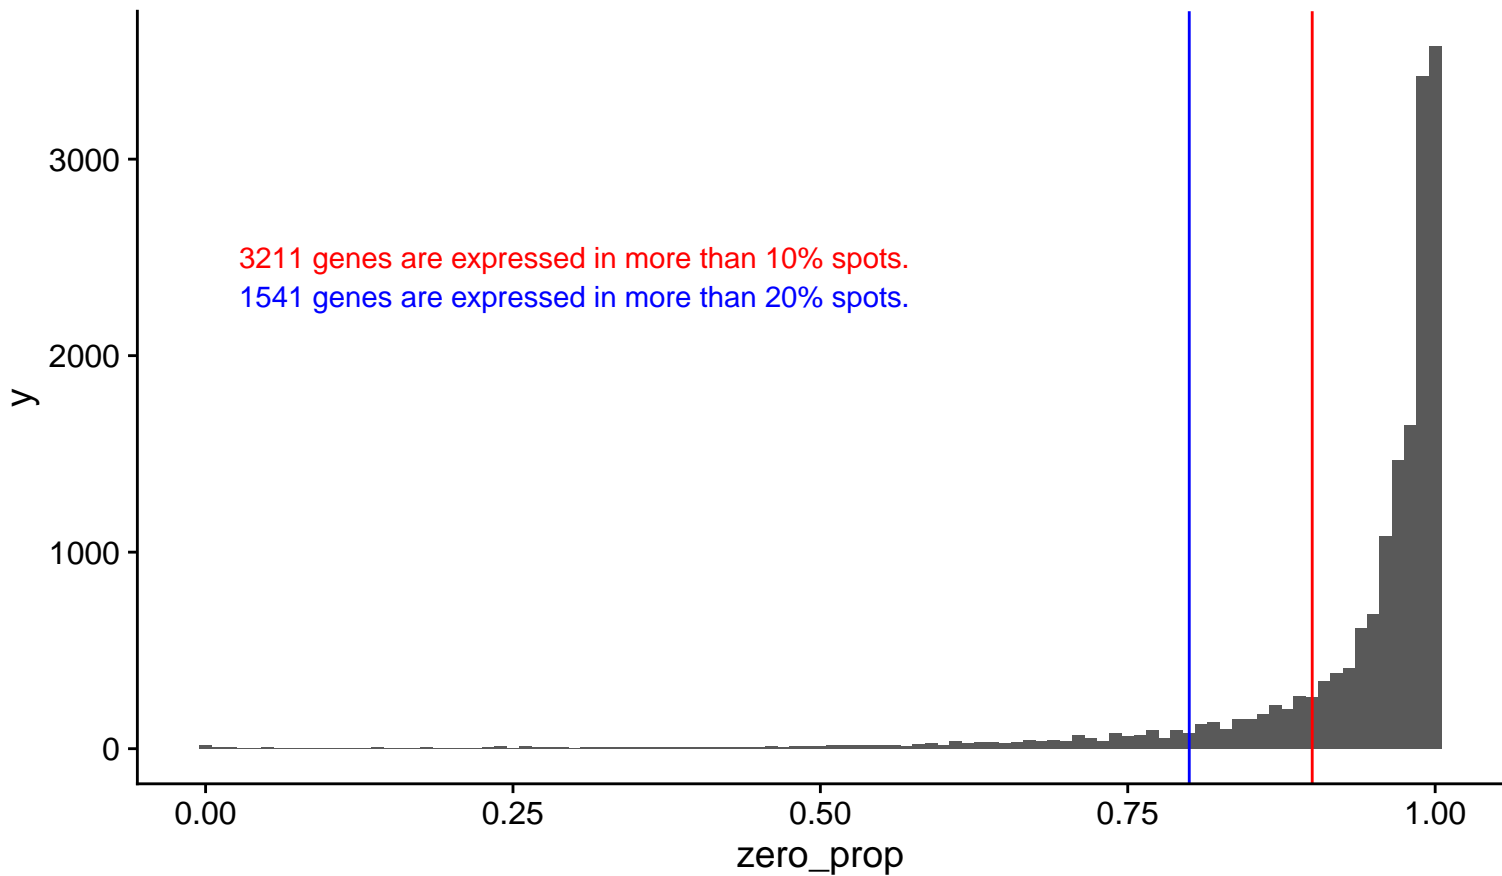 3000
2000
1000
0
y
3211 genes are expressed in more than 10% spots.
1541 genes are expressed in more than 20% spots.
0.00 0.25 0.50 0.75 1.00
zero_prop